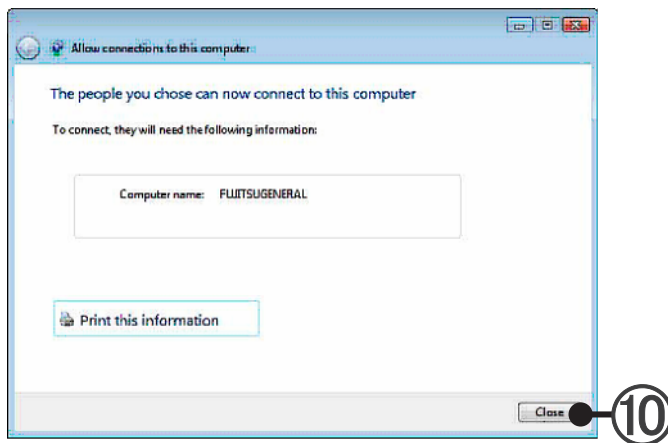 Allow connections to this computer
The people you chose can now connect to this computer
To connect, they will need the following information:
Computer name: FUJITSUGENERAL
Print this information
Close
⑩